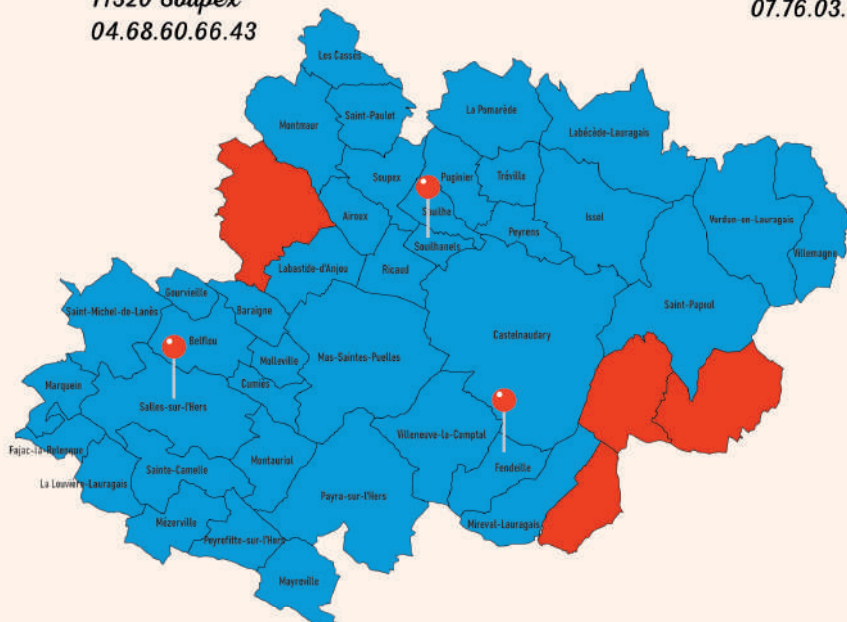 11320 Soupex
04.68.60.66.43
07.76.03.
Les Cassés
Montmaur
Saint-Paulet
La Pomarède
Labécède-Lauragais
Soupex
Puginier
Tréville
Airoux
Souilhe
Issel
Verdun-en-Lauragais
Peyrens
Souilhanels
Villemagne
Labastide-d'Anjou
Ricaud
Gourvieille
Saint-Michel-de-Lanès
Baraigne
Saint-Papoul
Belflou
Castelnaudary
Molleville
Mas-Saintes-Puelles
Marquein
Cumiès
Salles-sur-l'Hers
Villeneuve-la-Comptal
Fajac-la-Relenque
Sainte-Camelle
Montauriol
Fendeille
La Louvière-Lauragais
Payra-sur-l'Hers
Mézerville
Mireval-Lauragais
Peyrefitte-sur-l'Hers
Mayreville